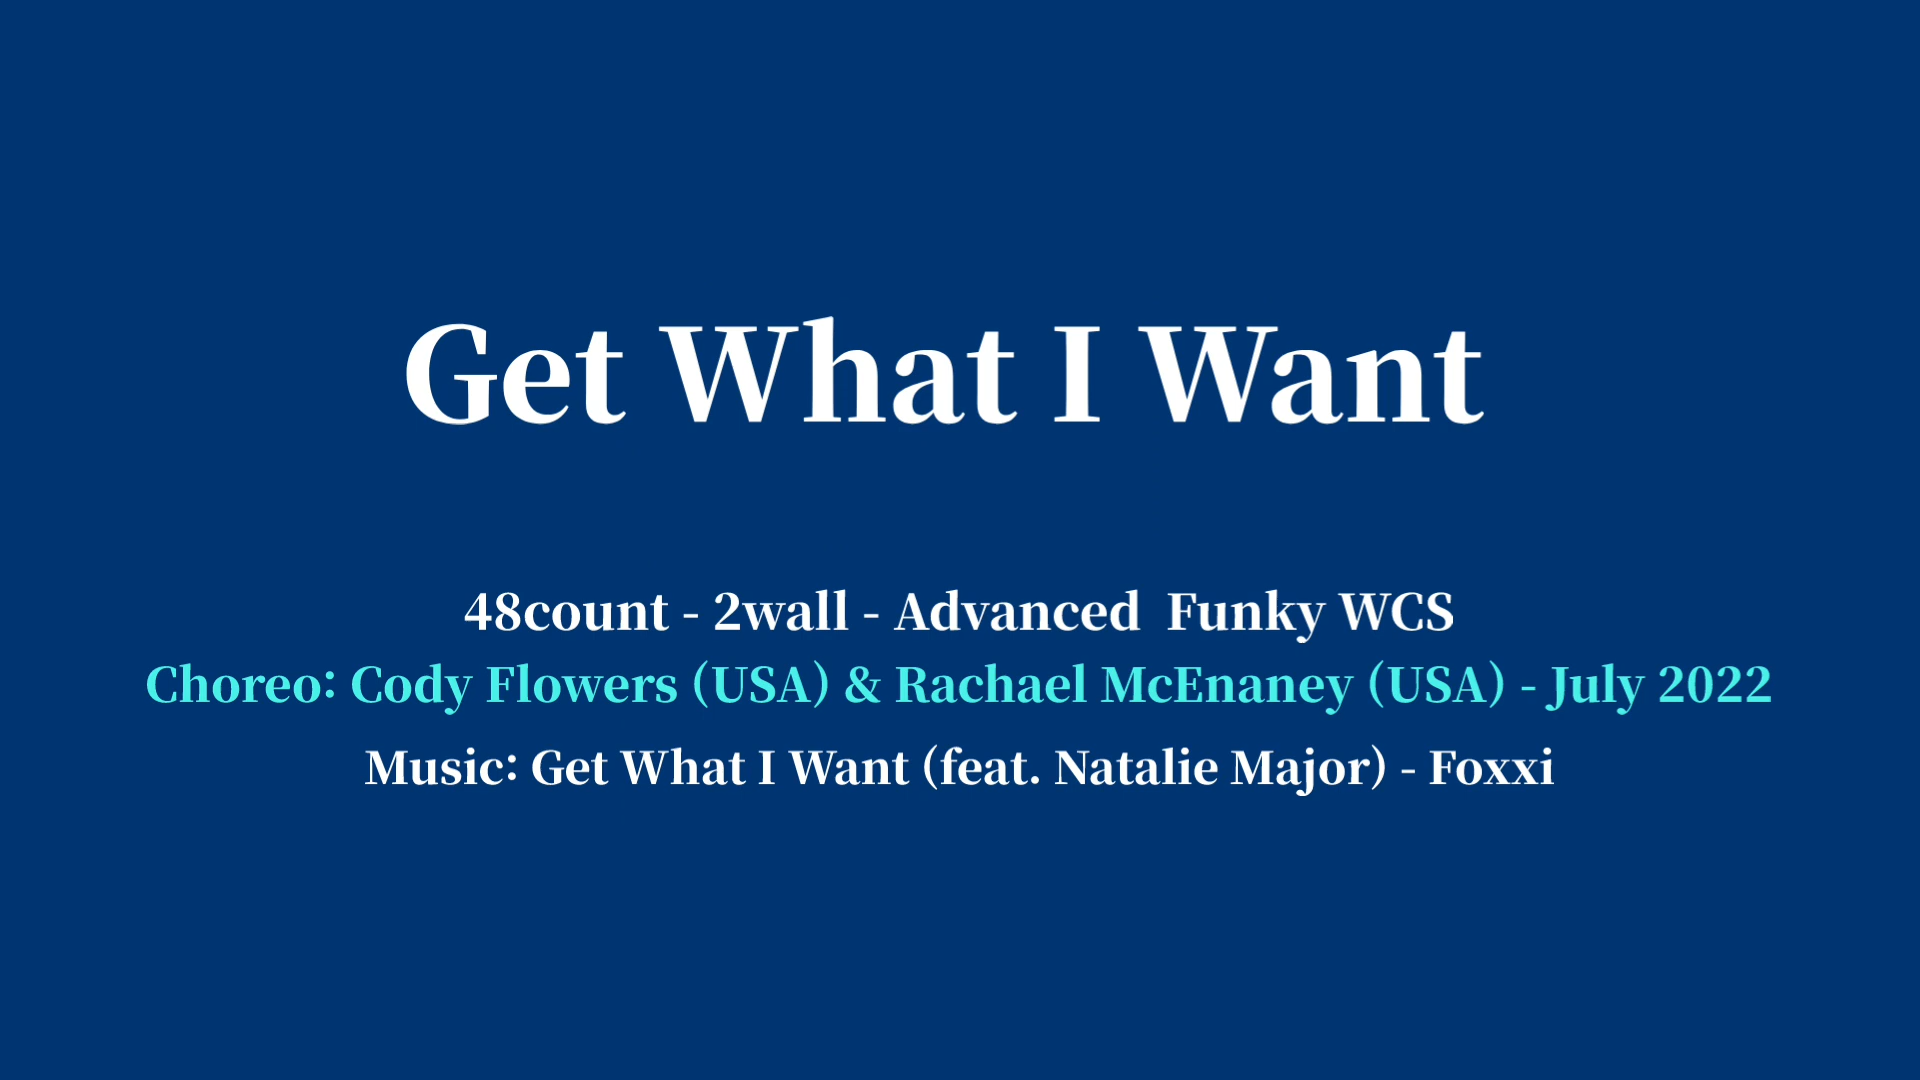 Get What I Want
48count - 2wall - Advanced  Funky WCS
Choreo: Cody Flowers (USA) & Rachael McEnaney (USA) - July 2022
Music: Get What I Want (feat. Natalie Major) - Foxxi